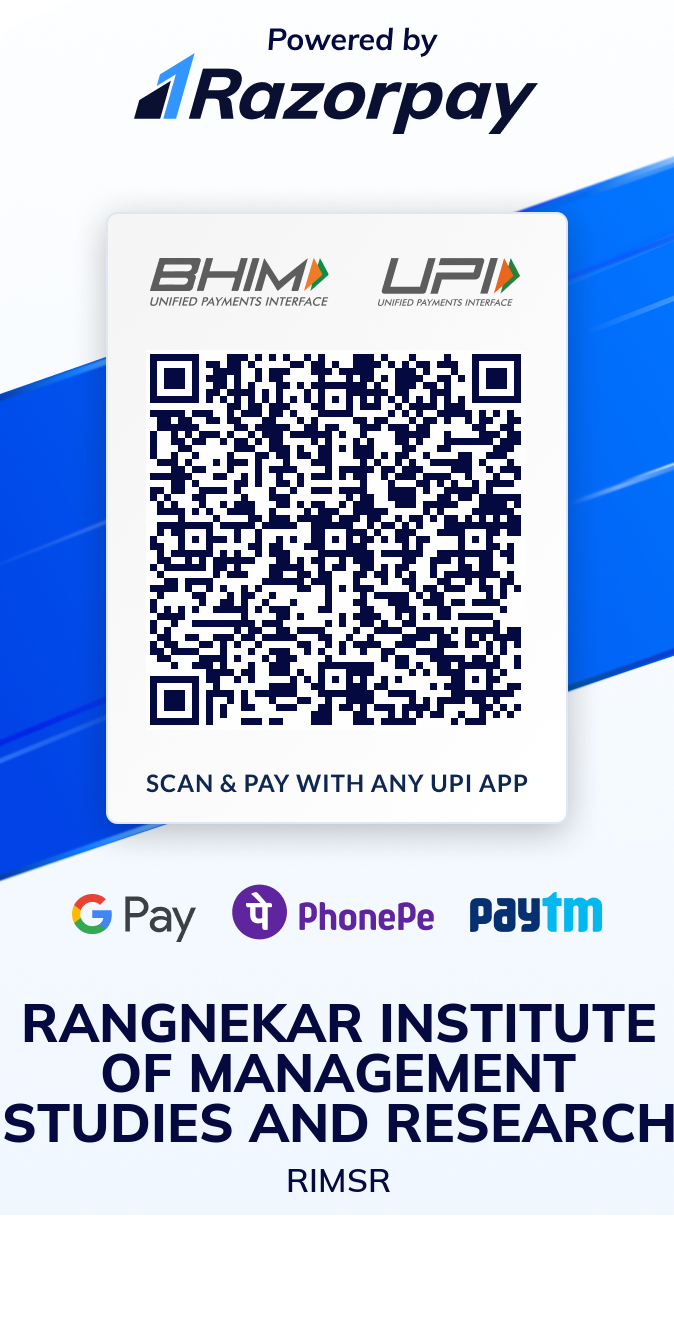 Powered by
Razorpay
BHIM UPI
UNIFIED PAYMENTS INTERFACE UNIFIED PAYMENTS INTERFACE
SCAN & PAY WITH ANY UPI APP
G Pay पे PhonePe paytm
RANGNEKAR INSTITUTE
OF MANAGEMENT
STUDIES AND RESEARCH
RIMSR